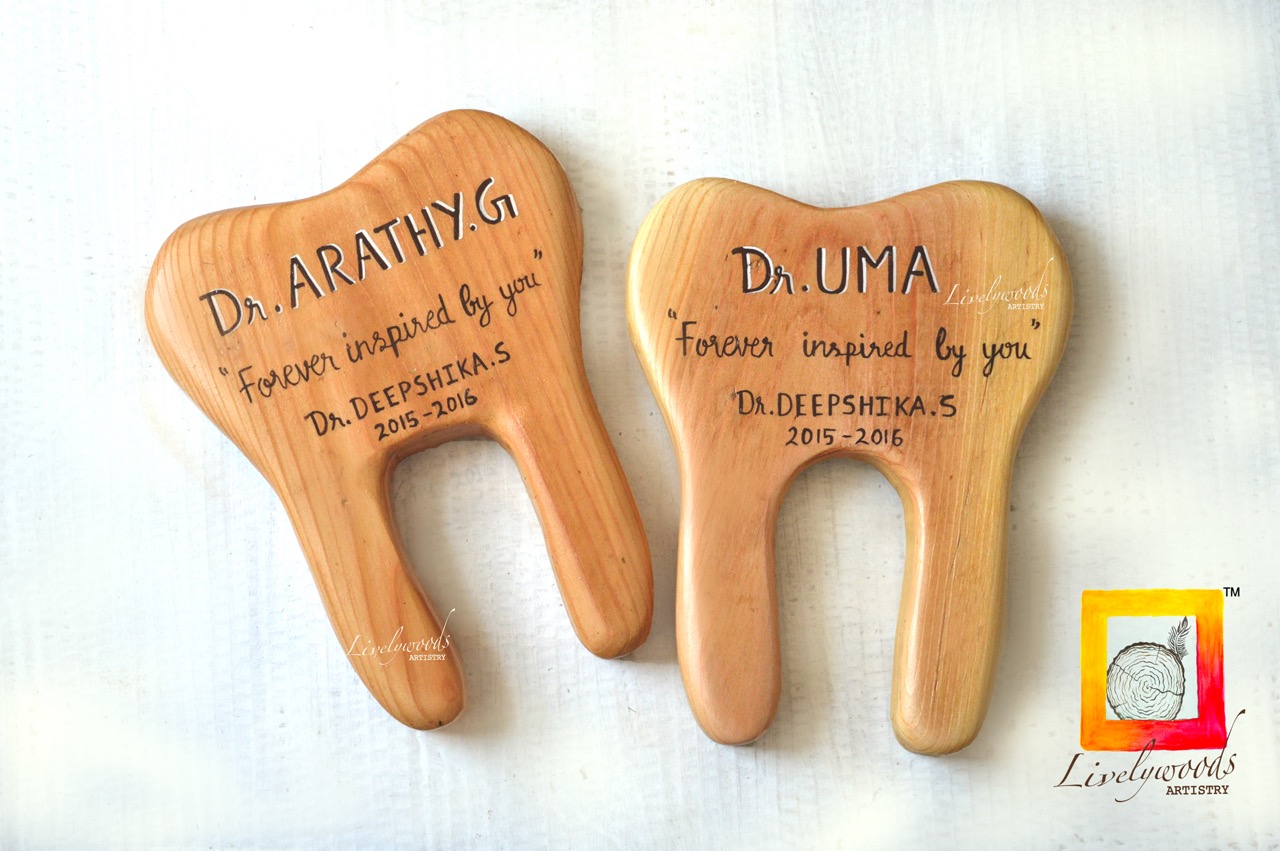 Dr. ARATHY.G
"Forever inspired by you"
Dr. DEEPSHIKA.S
2015-2016
Livelywoods
ARTISTRY
Dr. UMA
Livelywoods
ARTISTRY
"Forever inspired by you"
Dr. DEEPSHIKA.S
2015-2016
TM
Livelywoods
ARTISTRY